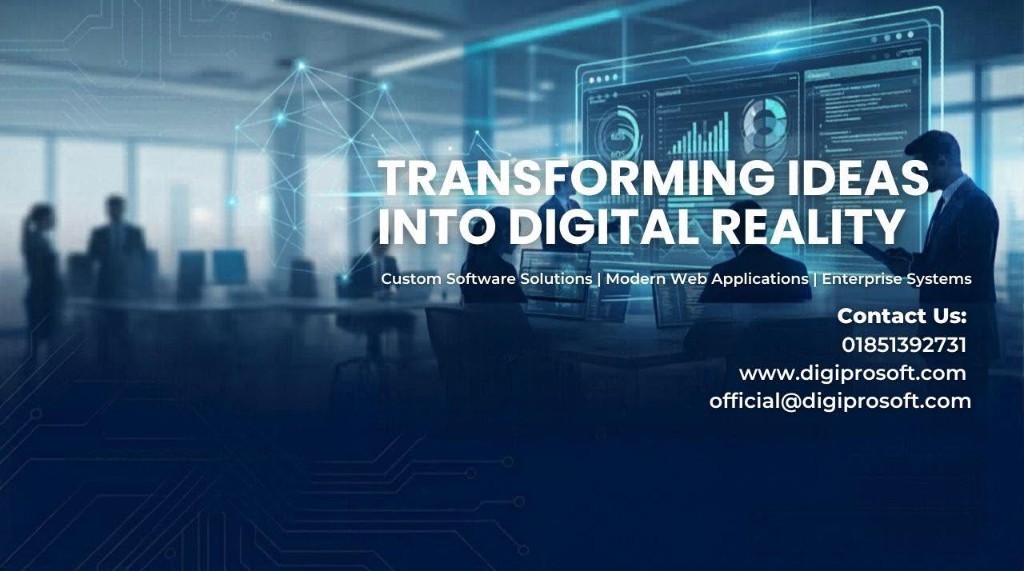 TRANSFORMING IDEAS
INTO DIGITAL REALITY
Custom Software Solutions | Modern Web Applications | Enterprise Systems
Contact Us:
01851392731
www.digiprosoft.com
official@digiprosoft.com